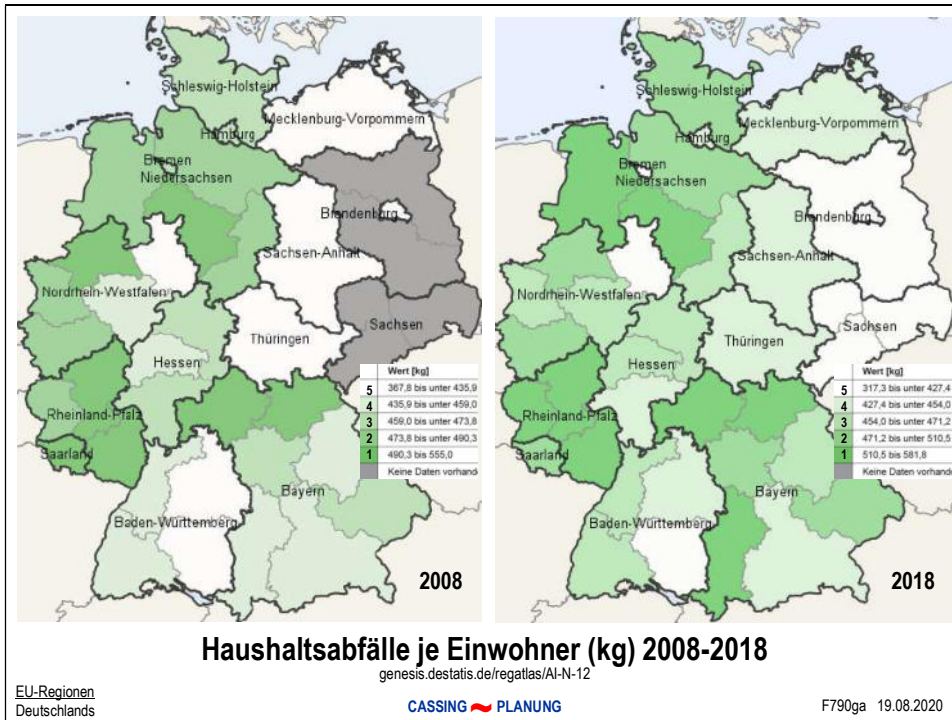 Schleswig-Holstein
Mecklenburg-Vorpommern
Hamburg
Bremen
Niedersachsen
Brandenburg
Sachsen-Anhalt
Nordrhein-Westfalen
Sachsen
Thüringen
Hessen
Rheinland-Pfalz
Saarland
Bayern
Baden-Württemberg
Wert [kg]
5 367,8 bis unter 435,9
4 435,9 bis unter 459,0
3 459,0 bis unter 473,8
2 473,8 bis unter 490,3
1 490,3 bis 555,0
Keine Daten vorhande
2008
Schleswig-Holstein
Mecklenburg-Vorpommern
Hamburg
Bremen
Niedersachsen
Brandenburg
Sachsen-Anhalt
Nordrhein-Westfalen
Sachsen
Thüringen
Hessen
Rheinland-Pfalz
Saarland
Bayern
Baden-Württemberg
Wert [kg]
5 317,3 bis unter 427,4
4 427,4 bis unter 454,0
3 454,0 bis unter 471,2
2 471,2 bis unter 510,5
1 510,5 bis 581,8
Keine Daten vorhande
2018
Haushaltsabfälle je Einwohner (kg) 2008-2018
genesis.destatis.de/regatlas/AI-N-12
EU-Regionen
Deutschlands
CASSING PLANUNG
F790ga 19.08.2020